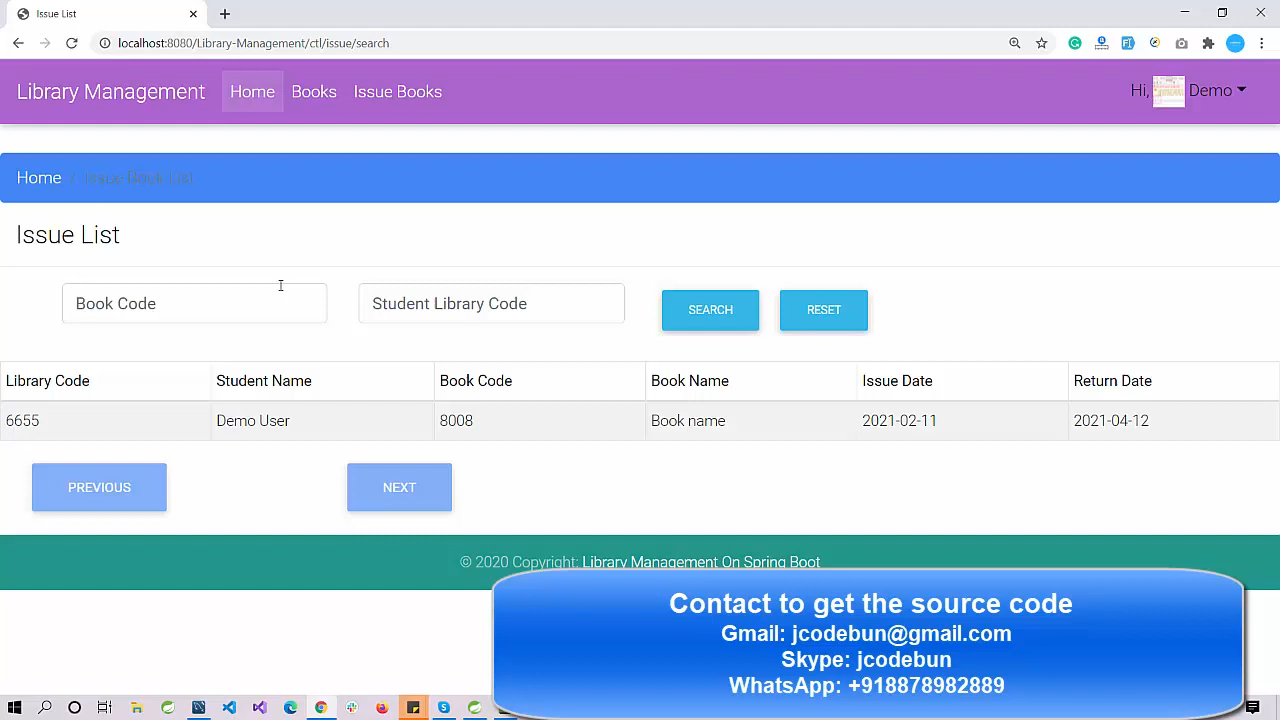 Issue List
localhost:8080/Library-Management/ctl/issue/search
Library Management Home Books Issue Books Hi, Demo
Home / Issue Book List
Issue List
Book Code Student Library Code SEARCH RESET
Library Code Student Name Book Code Book Name Issue Date Return Date
6655 Demo User 8008 Book name 2021-02-11 2021-04-12
PREVIOUS NEXT
© 2020 Copyright: Library Management On Spring Boot
Contact to get the source code
Gmail: jcodebun@gmail.com
Skype: jcodebun
WhatsApp: +918878982889